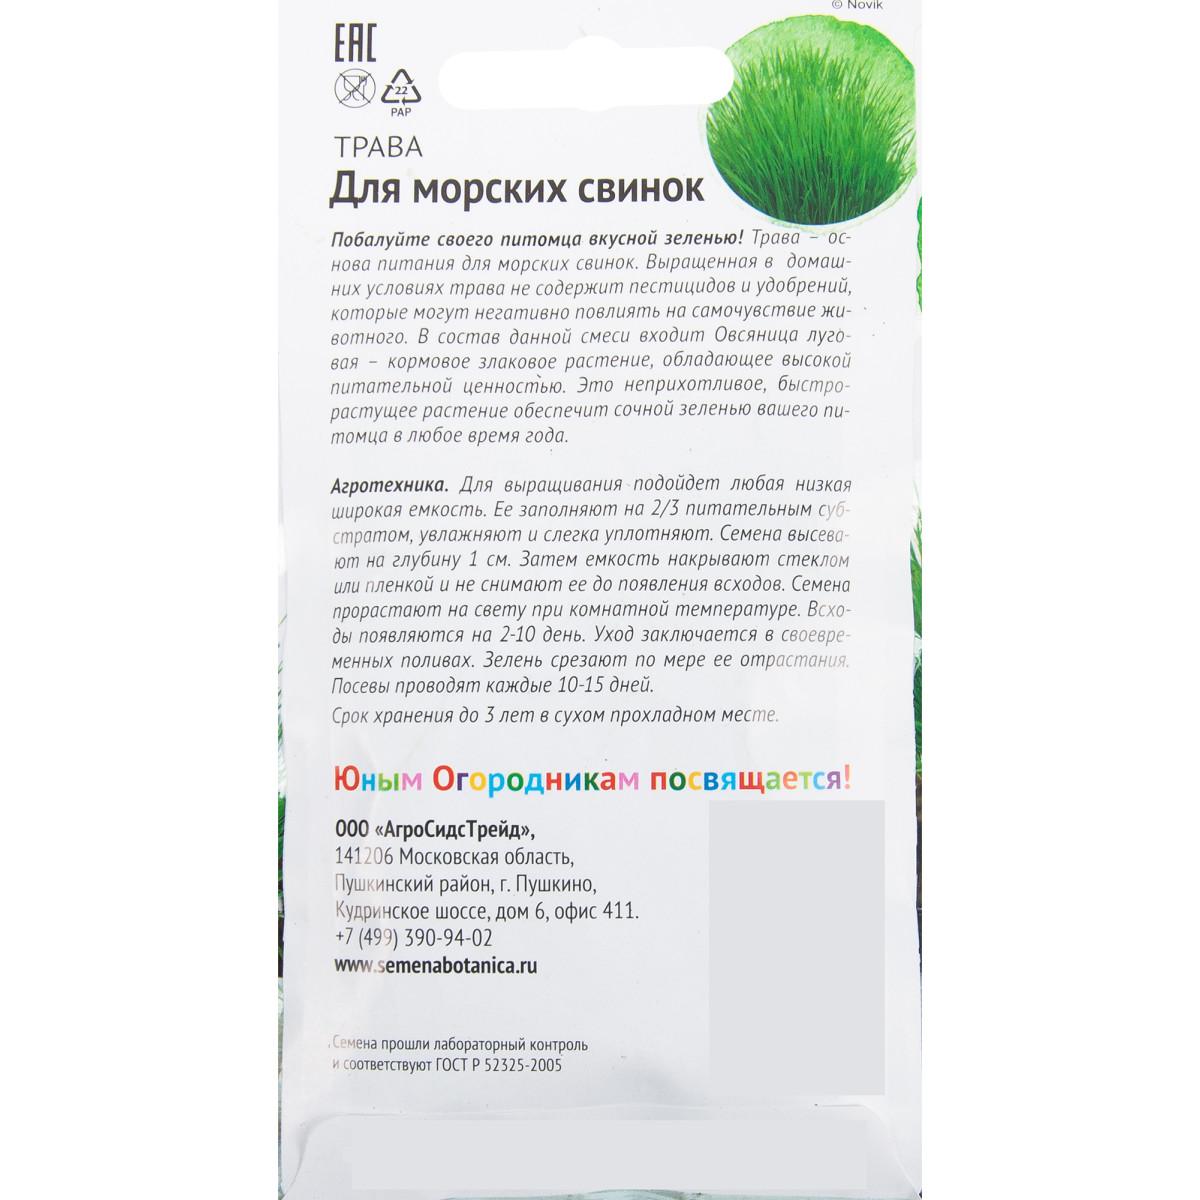 © Novik
EAC
22
PAP
ТРАВА
Для морских свинок
Побалуйте своего питомца вкусной зеленью! Трава – ос-
нова питания для морских свинок. Выращенная в домаш-
них условиях трава не содержит пестицидов и удобрений,
которые могут негативно повлиять на самочувствие жи-
вотного. В состав данной смеси входит Овсяница луго-
вая – кормовое злаковое растение, обладающее высокой
питательной ценностью. Это неприхотливое, быстро-
растущее растение обеспечит сочной зеленью вашего пи-
томца в любое время года.
Агротехника. Для выращивания подойдет любая низкая
широкая емкость. Ее заполняют на 2/3 питательным суб-
стратом, увлажняют и слегка уплотняют. Семена высева-
ют на глубину 1 см. Затем емкость накрывают стеклом
или пленкой и не снимают ее до появления всходов. Семена
прорастают на свету при комнатной температуре. Всхо-
ды появляются на 2-10 день. Уход заключается в своевре-
менных поливах. Зелень срезают по мере ее отрастания.
Посевы проводят каждые 10-15 дней.
Срок хранения до 3 лет в сухом прохладном месте.
Юным Огородникам посвящается!
ООО «АгроСидсТрейд»,
141206 Московская область,
Пушкинский район, г. Пушкино,
Кудринское шоссе, дом 6, офис 411.
+7 (499) 390-94-02
www.semenabotanica.ru
Семена прошли лабораторный контроль
и соответствуют ГОСТ Р 52325-2005